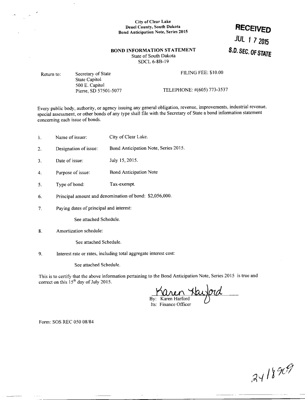 City of Clear Lake
Deuel County, South Dakota
Bond Anticipation Note, Series 2015
RECEIVED
JUL 17 2015
S.D. SEC. OF STATE
BOND INFORMATION STATEMENT
State of South Dakota
SDCL 6-8B-19
Return to: Secretary of State FILING FEE: $10.00
State Capitol
500 E. Capitol
Pierre, SD 57501-5077 TELEPHONE: #(605) 773-3537
Every public body, authority, or agency issuing any general obligation, revenue, improvements, industrial revenue,
special assessment, or other bonds of any type shall file with the Secretary of State a bond information statement
concerning each issue of bonds.
1. Name of issuer: City of Clear Lake.
2. Designation of issue: Bond Anticipation Note, Series 2015.
3. Date of issue: July 15, 2015.
4. Purpose of issue: Bond Anticipation Note
5. Type of bond: Tax-exempt.
6. Principal amount and denomination of bond: $2,056,000.
7. Paying dates of principal and interest:
See attached Schedule.
8. Amortization schedule:
See attached Schedule.
9. Interest rate or rates, including total aggregate interest cost:
See attached Schedule.
This is to certify that the above information pertaining to the Bond Anticipation Note, Series 2015 is true and
correct on this 15th day of July 2015.
Karen Hayford
By: Karen Hayford
Its: Finance Officer
Form: SOS REC 050 08/84